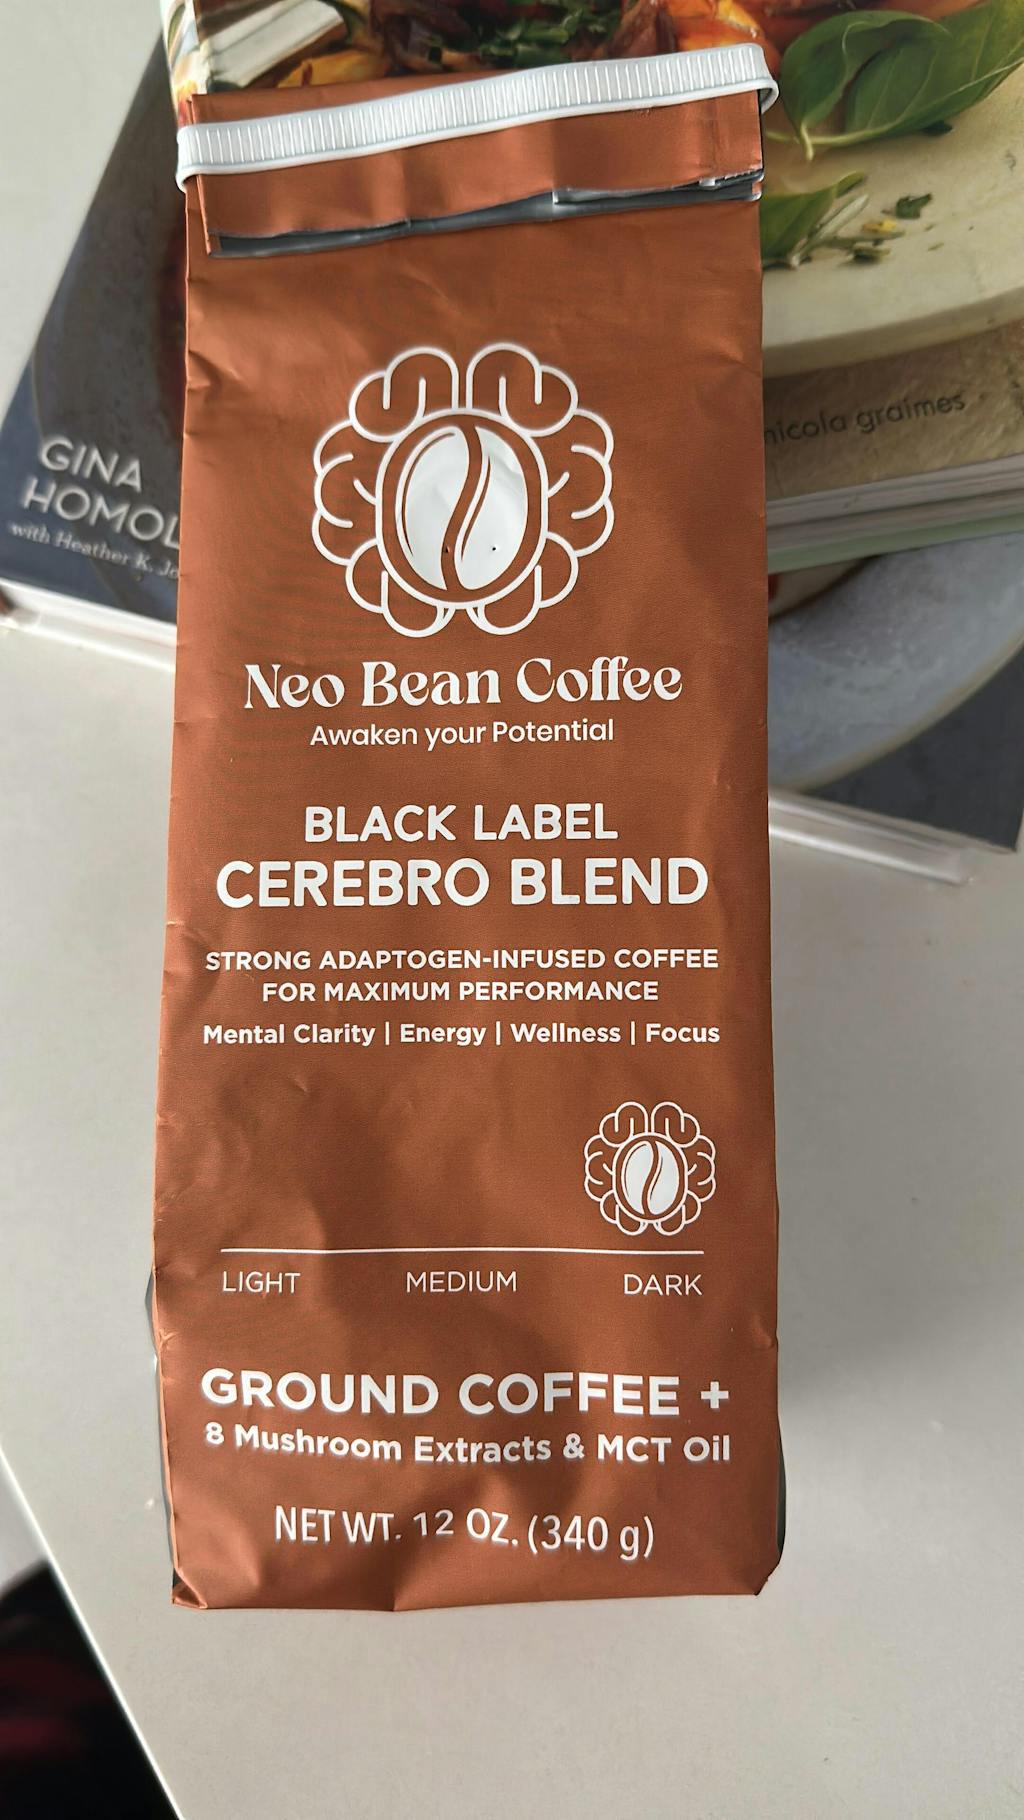 GINA
HOMOL
with Heather K. Jo
nicola graimes
Neo Bean Coffee
Awaken your Potential
BLACK LABEL
CEREBRO BLEND
STRONG ADAPTOGEN-INFUSED COFFEE
FOR MAXIMUM PERFORMANCE
Mental Clarity | Energy | Wellness | Focus
LIGHT MEDIUM DARK
GROUND COFFEE +
8 Mushroom Extracts & MCT Oil
NET WT. 12 OZ. (340 g)